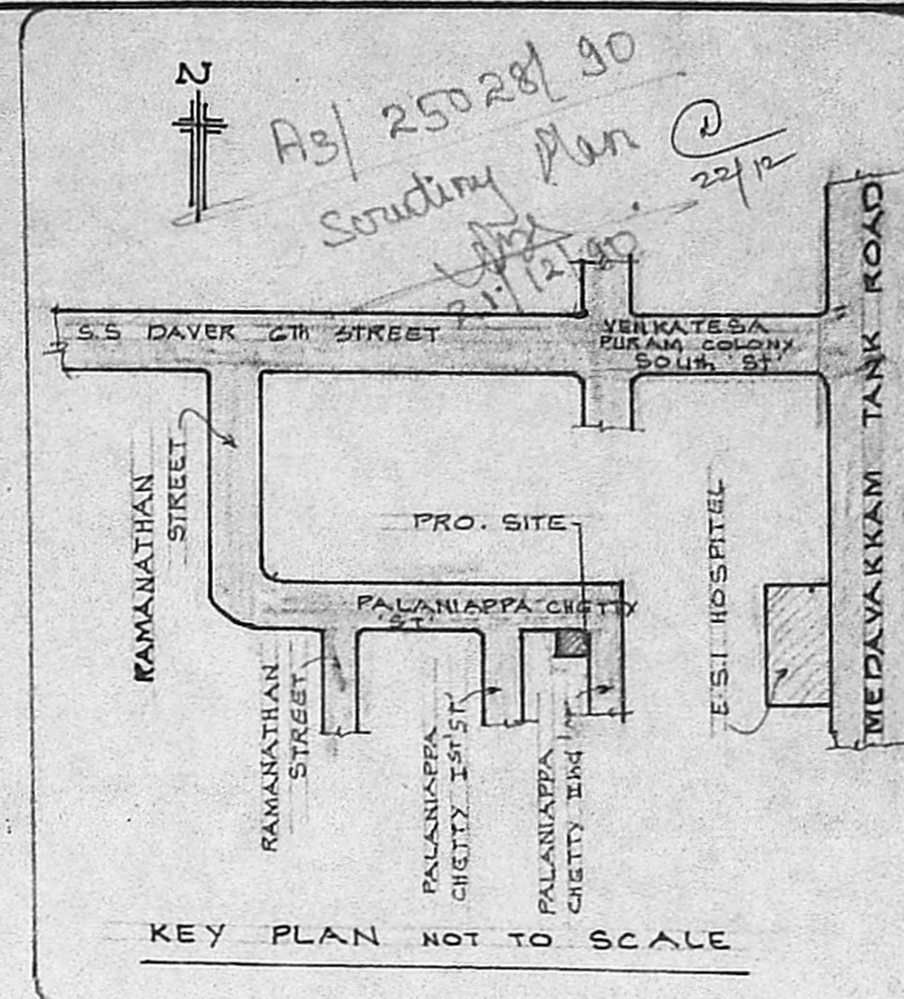 N
A3/ 25028/ 90
Scrutiny Plan
22/12
21/12/90
S.S DAVER 6Th STREET
VENKATESA
PURAM COLONY
South St'
MEDAVAKKAM TANK ROAD
RAMANATHAN
STREET
PRO. SITE
E.S.I HOSPITEL
PALANIAPPA CHETTY
'ST'
RAMANATHAN
STREET
PALANIAPPA
CHETTY Ist St
PALANIAPPA
CHETTY IInd
KEY PLAN NOT TO SCALE